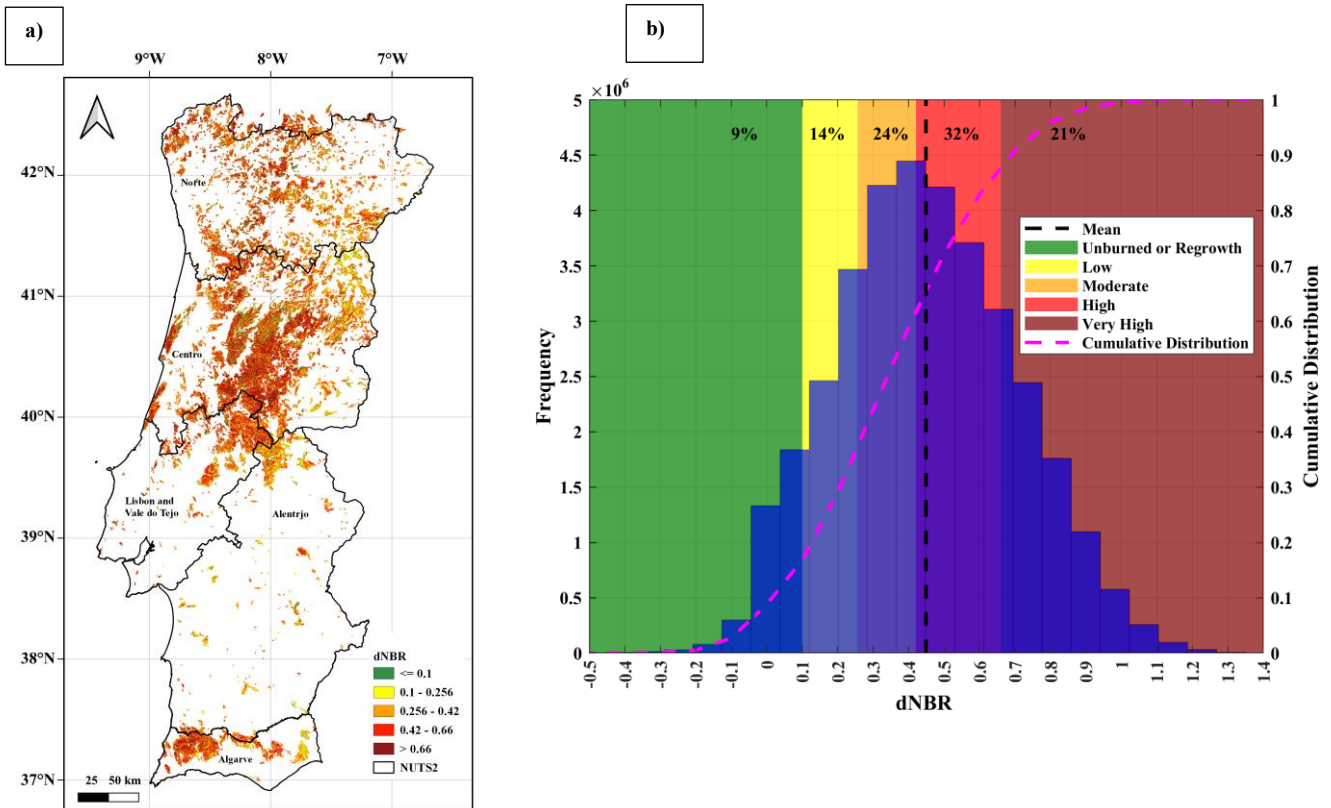 a)
9°W 8°W 7°W
42°N
41°N
40°N
39°N
38°N
37°N
Norte
Centro
Lisbon and
Vale do Tejo
Alentrjo
Algarve
dNBR
<= 0.1
0.1 - 0.256
0.256 - 0.42
0.42 - 0.66
> 0.66
NUTS2
25 50 km
b)
×10⁶
5
4.5
4
3.5
3
2.5
2
1.5
1
0.5
0
Frequency
9% 14% 24% 32% 21%
Mean
Unburned or Regrowth
Low
Moderate
High
Very High
Cumulative Distribution
1
0.9
0.8
0.7
0.6
0.5
0.4
0.3
0.2
0.1
0
Cumulative Distribution
-0.5 -0.4 -0.3 -0.2 -0.1 0 0.1 0.2 0.3 0.4 0.5 0.6 0.7 0.8 0.9 1 1.1 1.2 1.3 1.4
dNBR